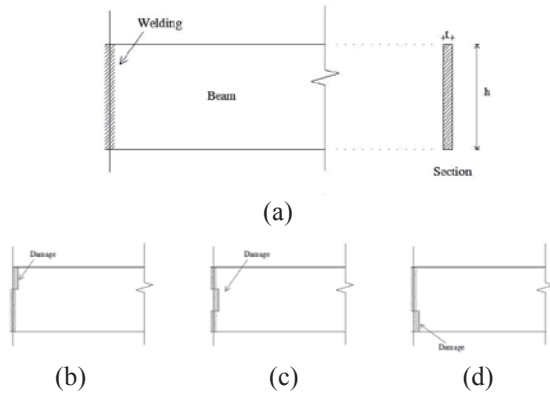 Welding
t
Beam
h
Section
(a)
Damage
Damage
Damage
(b)
(c)
(d)